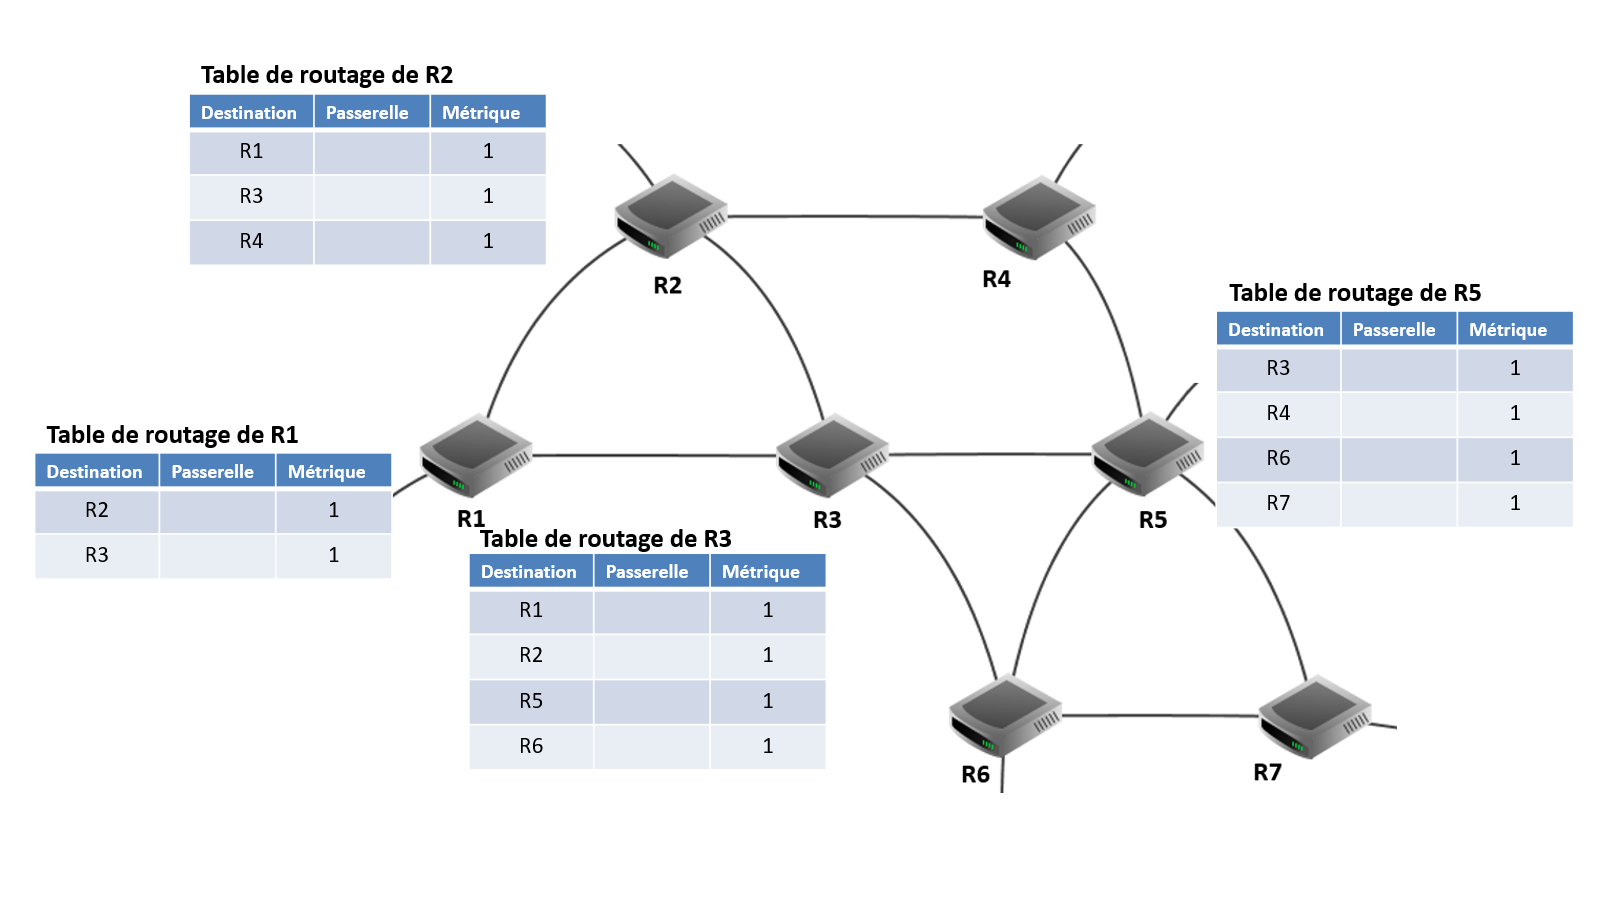 Table de routage de R2
Destination Passerelle Métrique
R1 1
R3 1
R4 1
R2
R4
Table de routage de R5
Destination Passerelle Métrique
R3 1
R4 1
R6 1
R7 1
Table de routage de R1
Destination Passerelle Métrique
R2 1
R3 1
R1
R3
R5
Table de routage de R3
Destination Passerelle Métrique
R1 1
R2 1
R5 1
R6 1
R6
R7